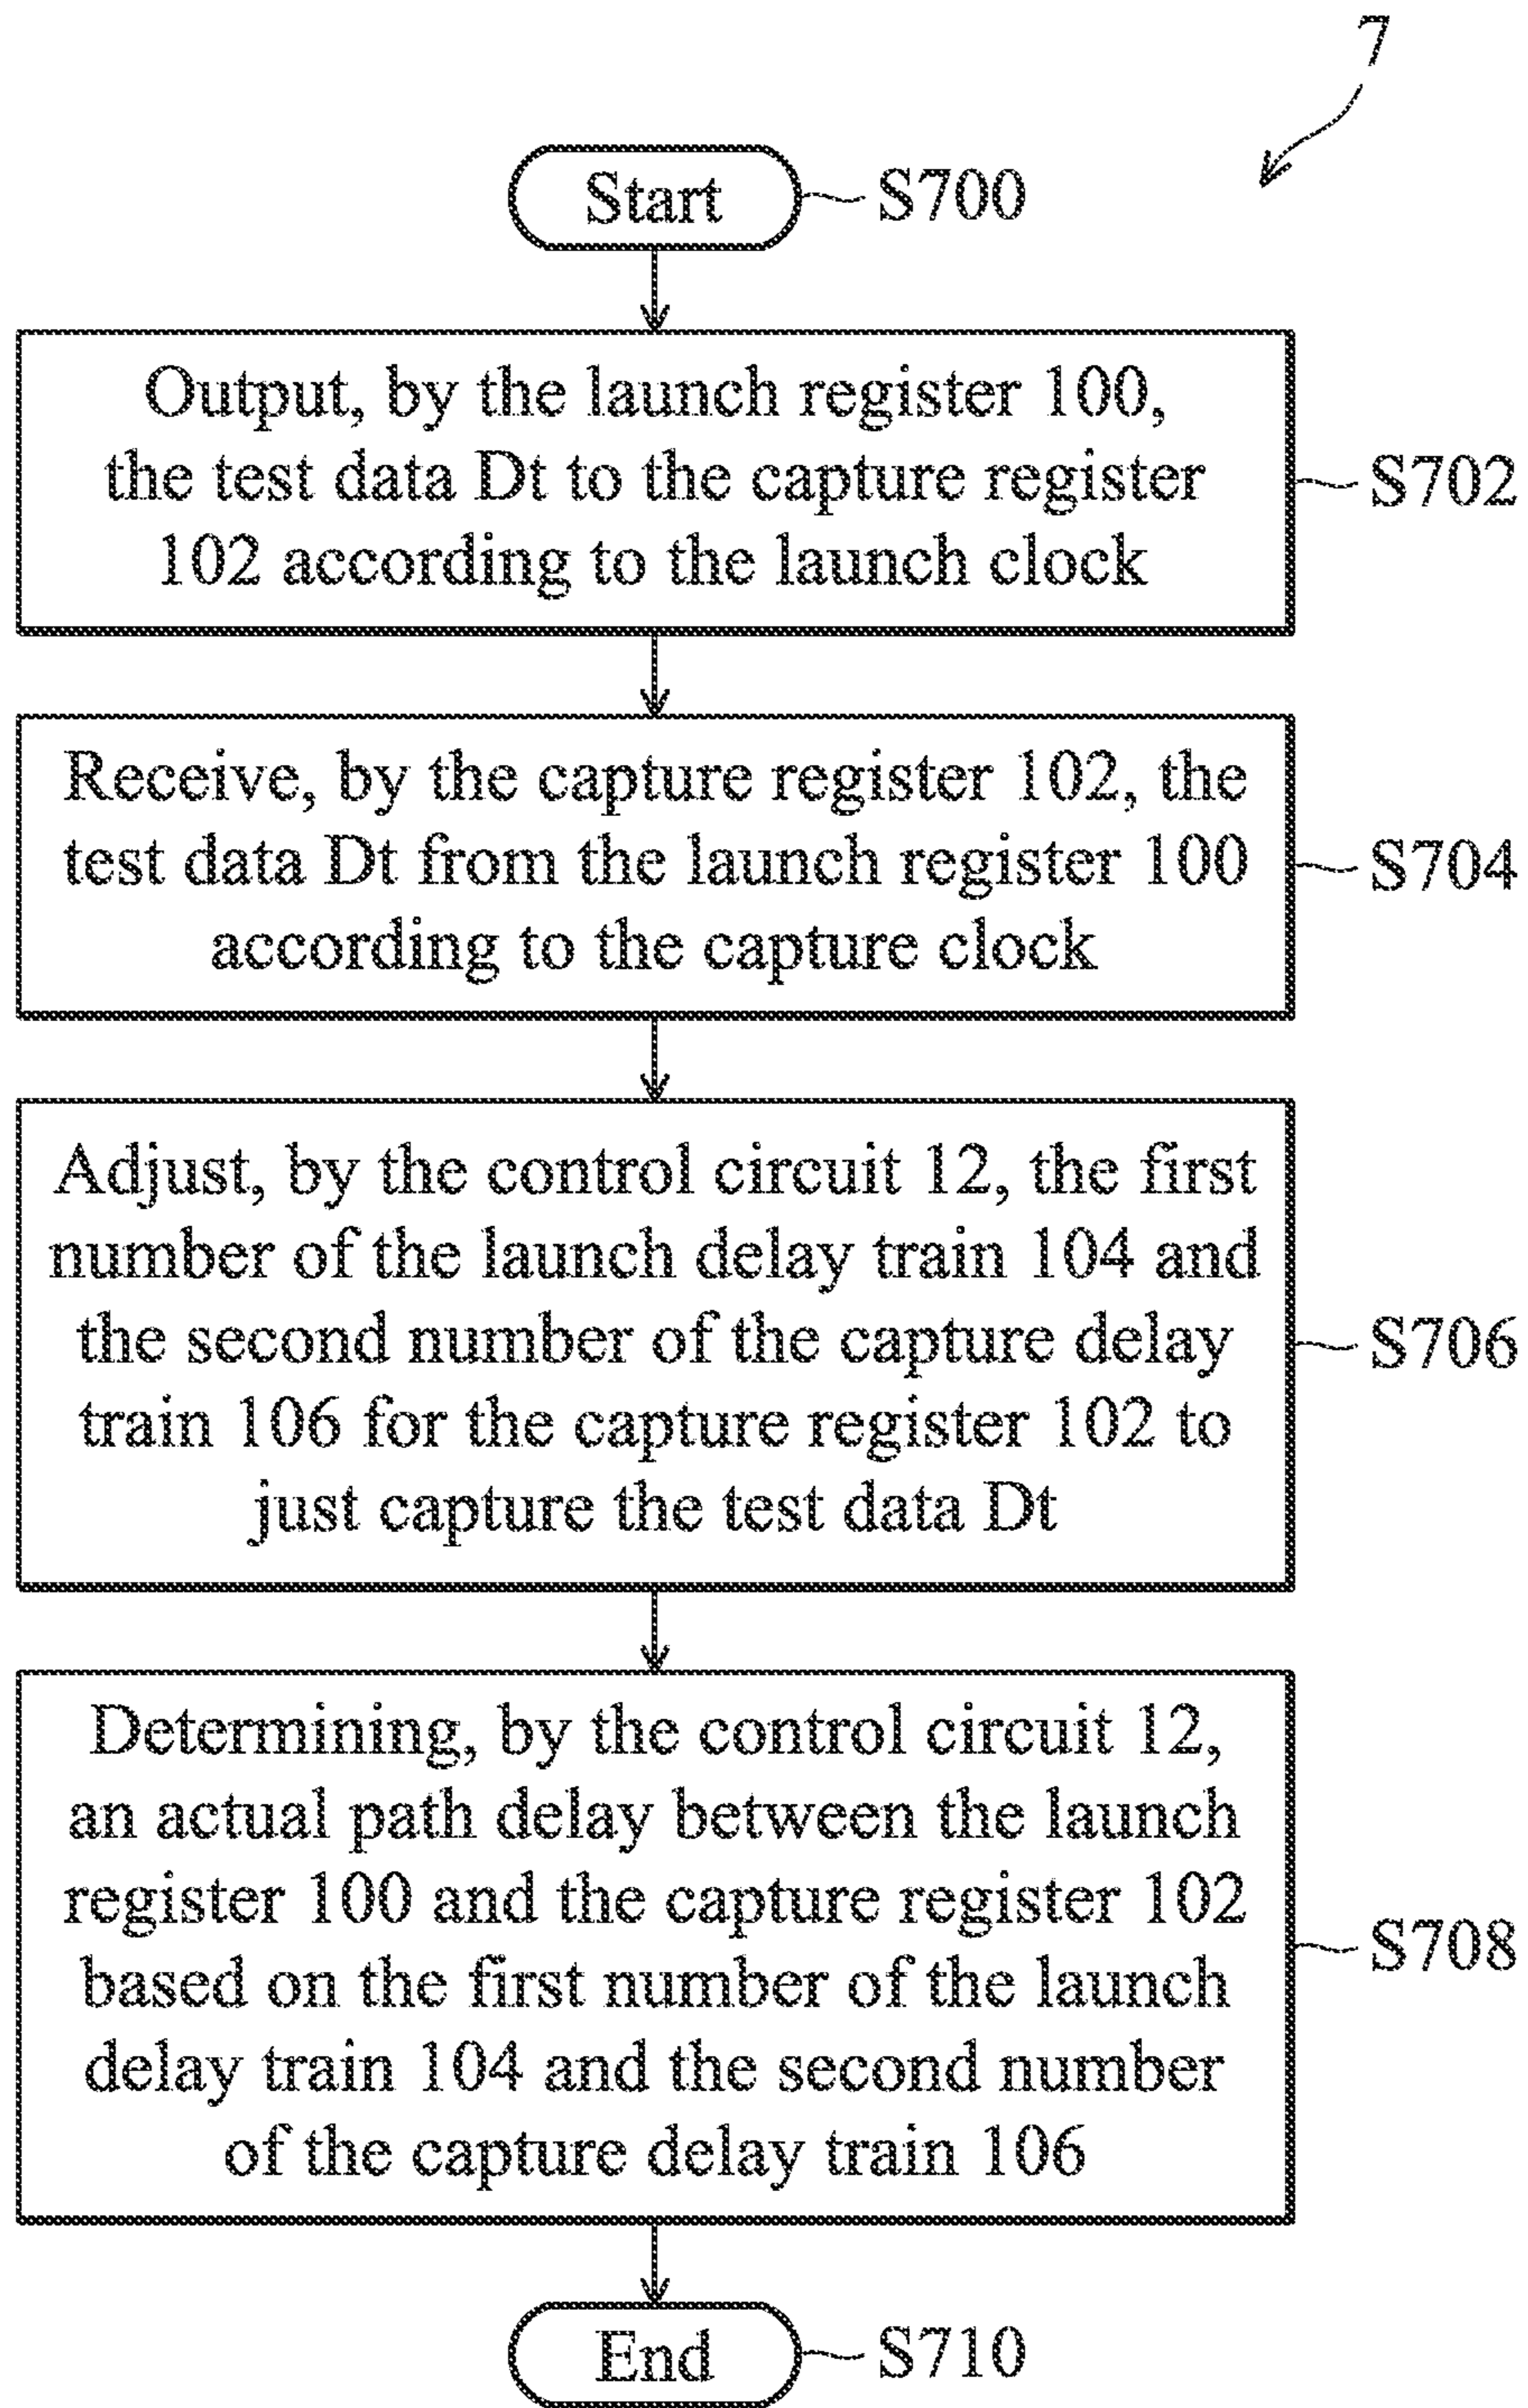 7
Start
S700
Output, by the launch register 100,
the test data Dt to the capture register
102 according to the launch clock
S702
Receive, by the capture register 102, the
test data Dt from the launch register 100
according to the capture clock
S704
Adjust, by the control circuit 12, the first
number of the launch delay train 104 and
the second number of the capture delay
train 106 for the capture register 102 to
just capture the test data Dt
S706
Determining, by the control circuit 12,
an actual path delay between the launch
register 100 and the capture register 102
based on the first number of the launch
delay train 104 and the second number
of the capture delay train 106
S708
End
S710